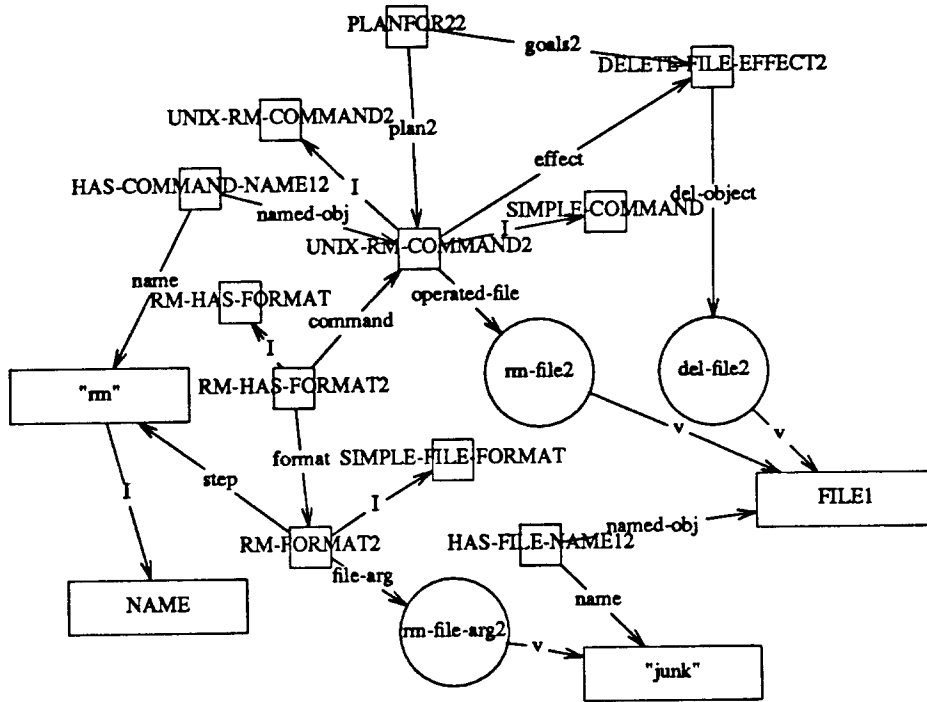 PLANFOR22
goals2
DELETE-FILE-EFFECT2
UNIX-RM-COMMAND2
plan2
effect
HAS-COMMAND-NAME12
I
named-obj
SIMPLE-COMMAND
del-object
I
UNIX-RM-COMMAND2
name
RM-HAS-FORMAT
operated-file
command
I
rm-file2
del-file2
"rm"
RM-HAS-FORMAT2
v
v
format
SIMPLE-FILE-FORMAT
step
I
I
FILE1
named-obj
RM-FORMAT2
HAS-FILE-NAME12
file-arg
NAME
name
rm-file-arg2
v
"junk"